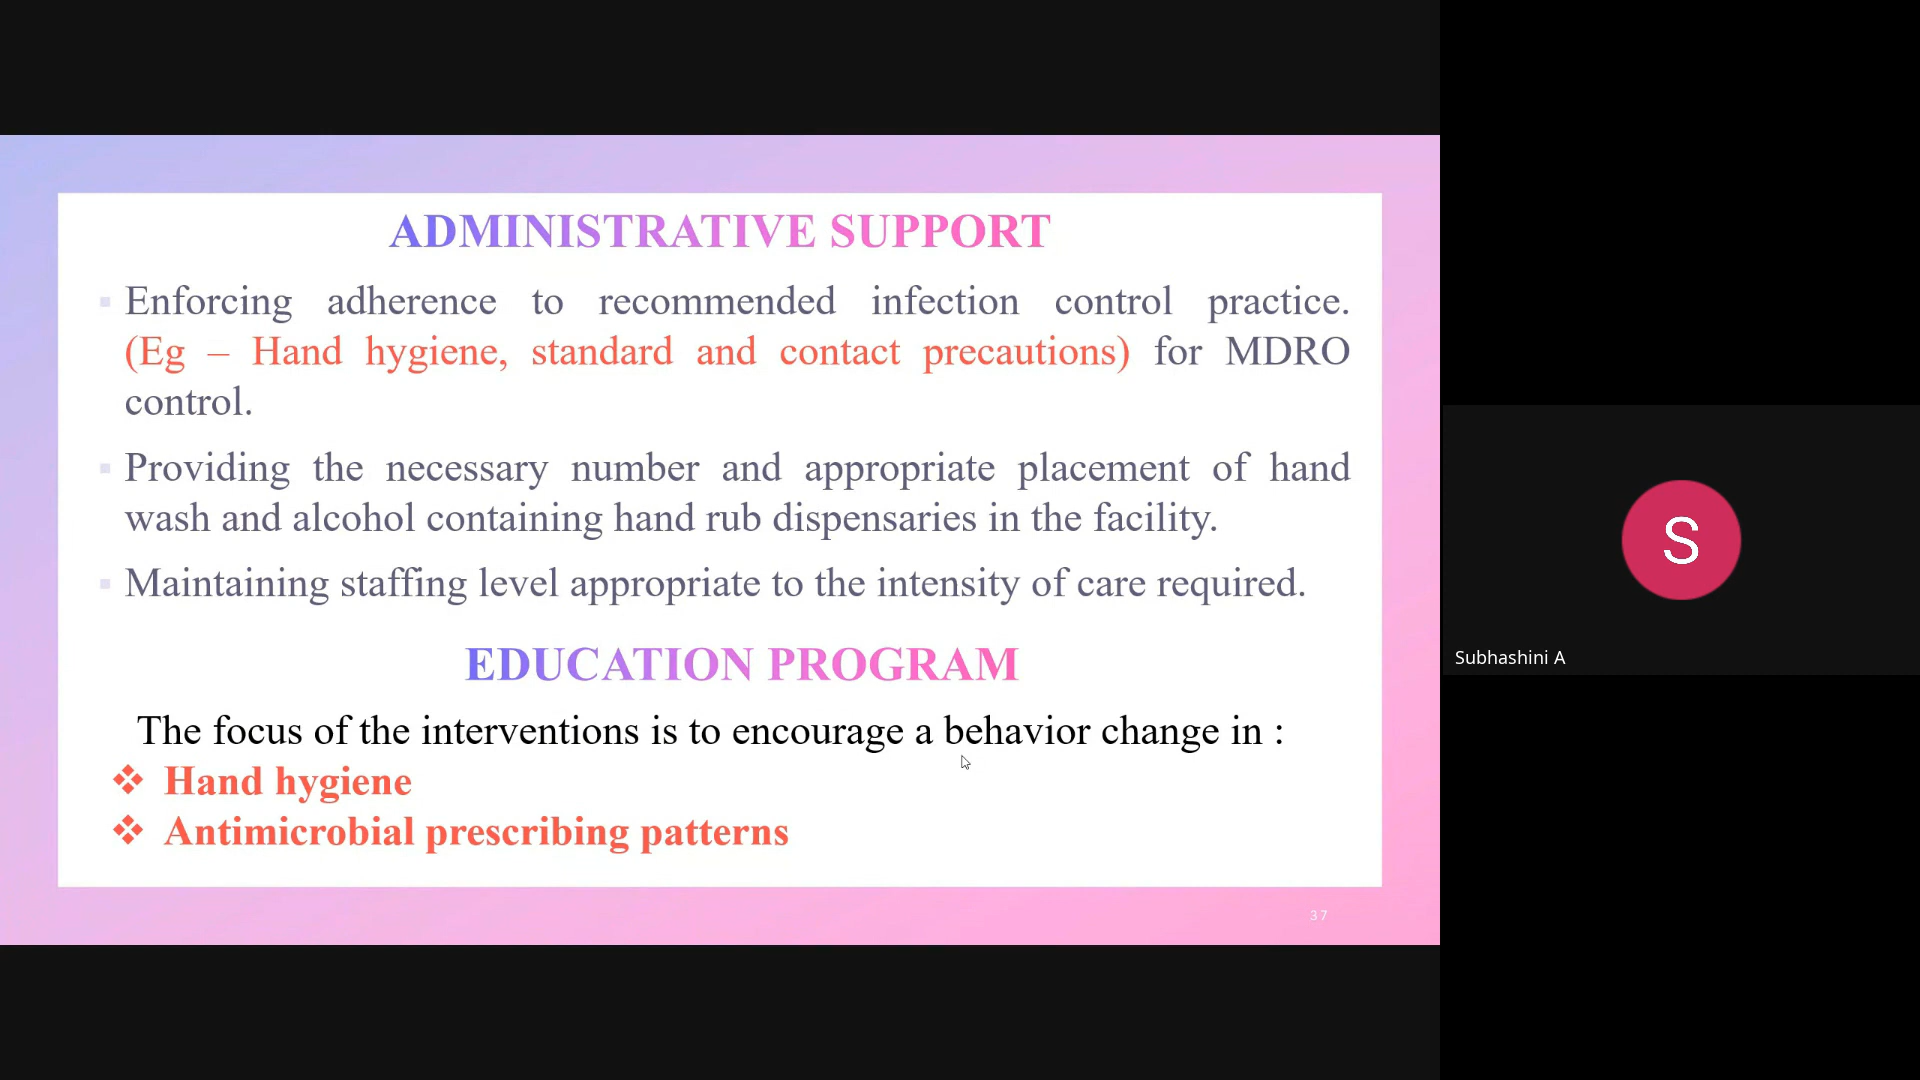 ADMINISTRATIVE SUPPORT
▪ Enforcing adherence to recommended infection control practice.
(Eg – Hand hygiene, standard and contact precautions) for MDRO
control.
▪ Providing the necessary number and appropriate placement of hand
wash and alcohol containing hand rub dispensaries in the facility.
▪ Maintaining staffing level appropriate to the intensity of care required.
EDUCATION PROGRAM
The focus of the interventions is to encourage a behavior change in :
❖ Hand hygiene
❖ Antimicrobial prescribing patterns
37
S
Subhashini A